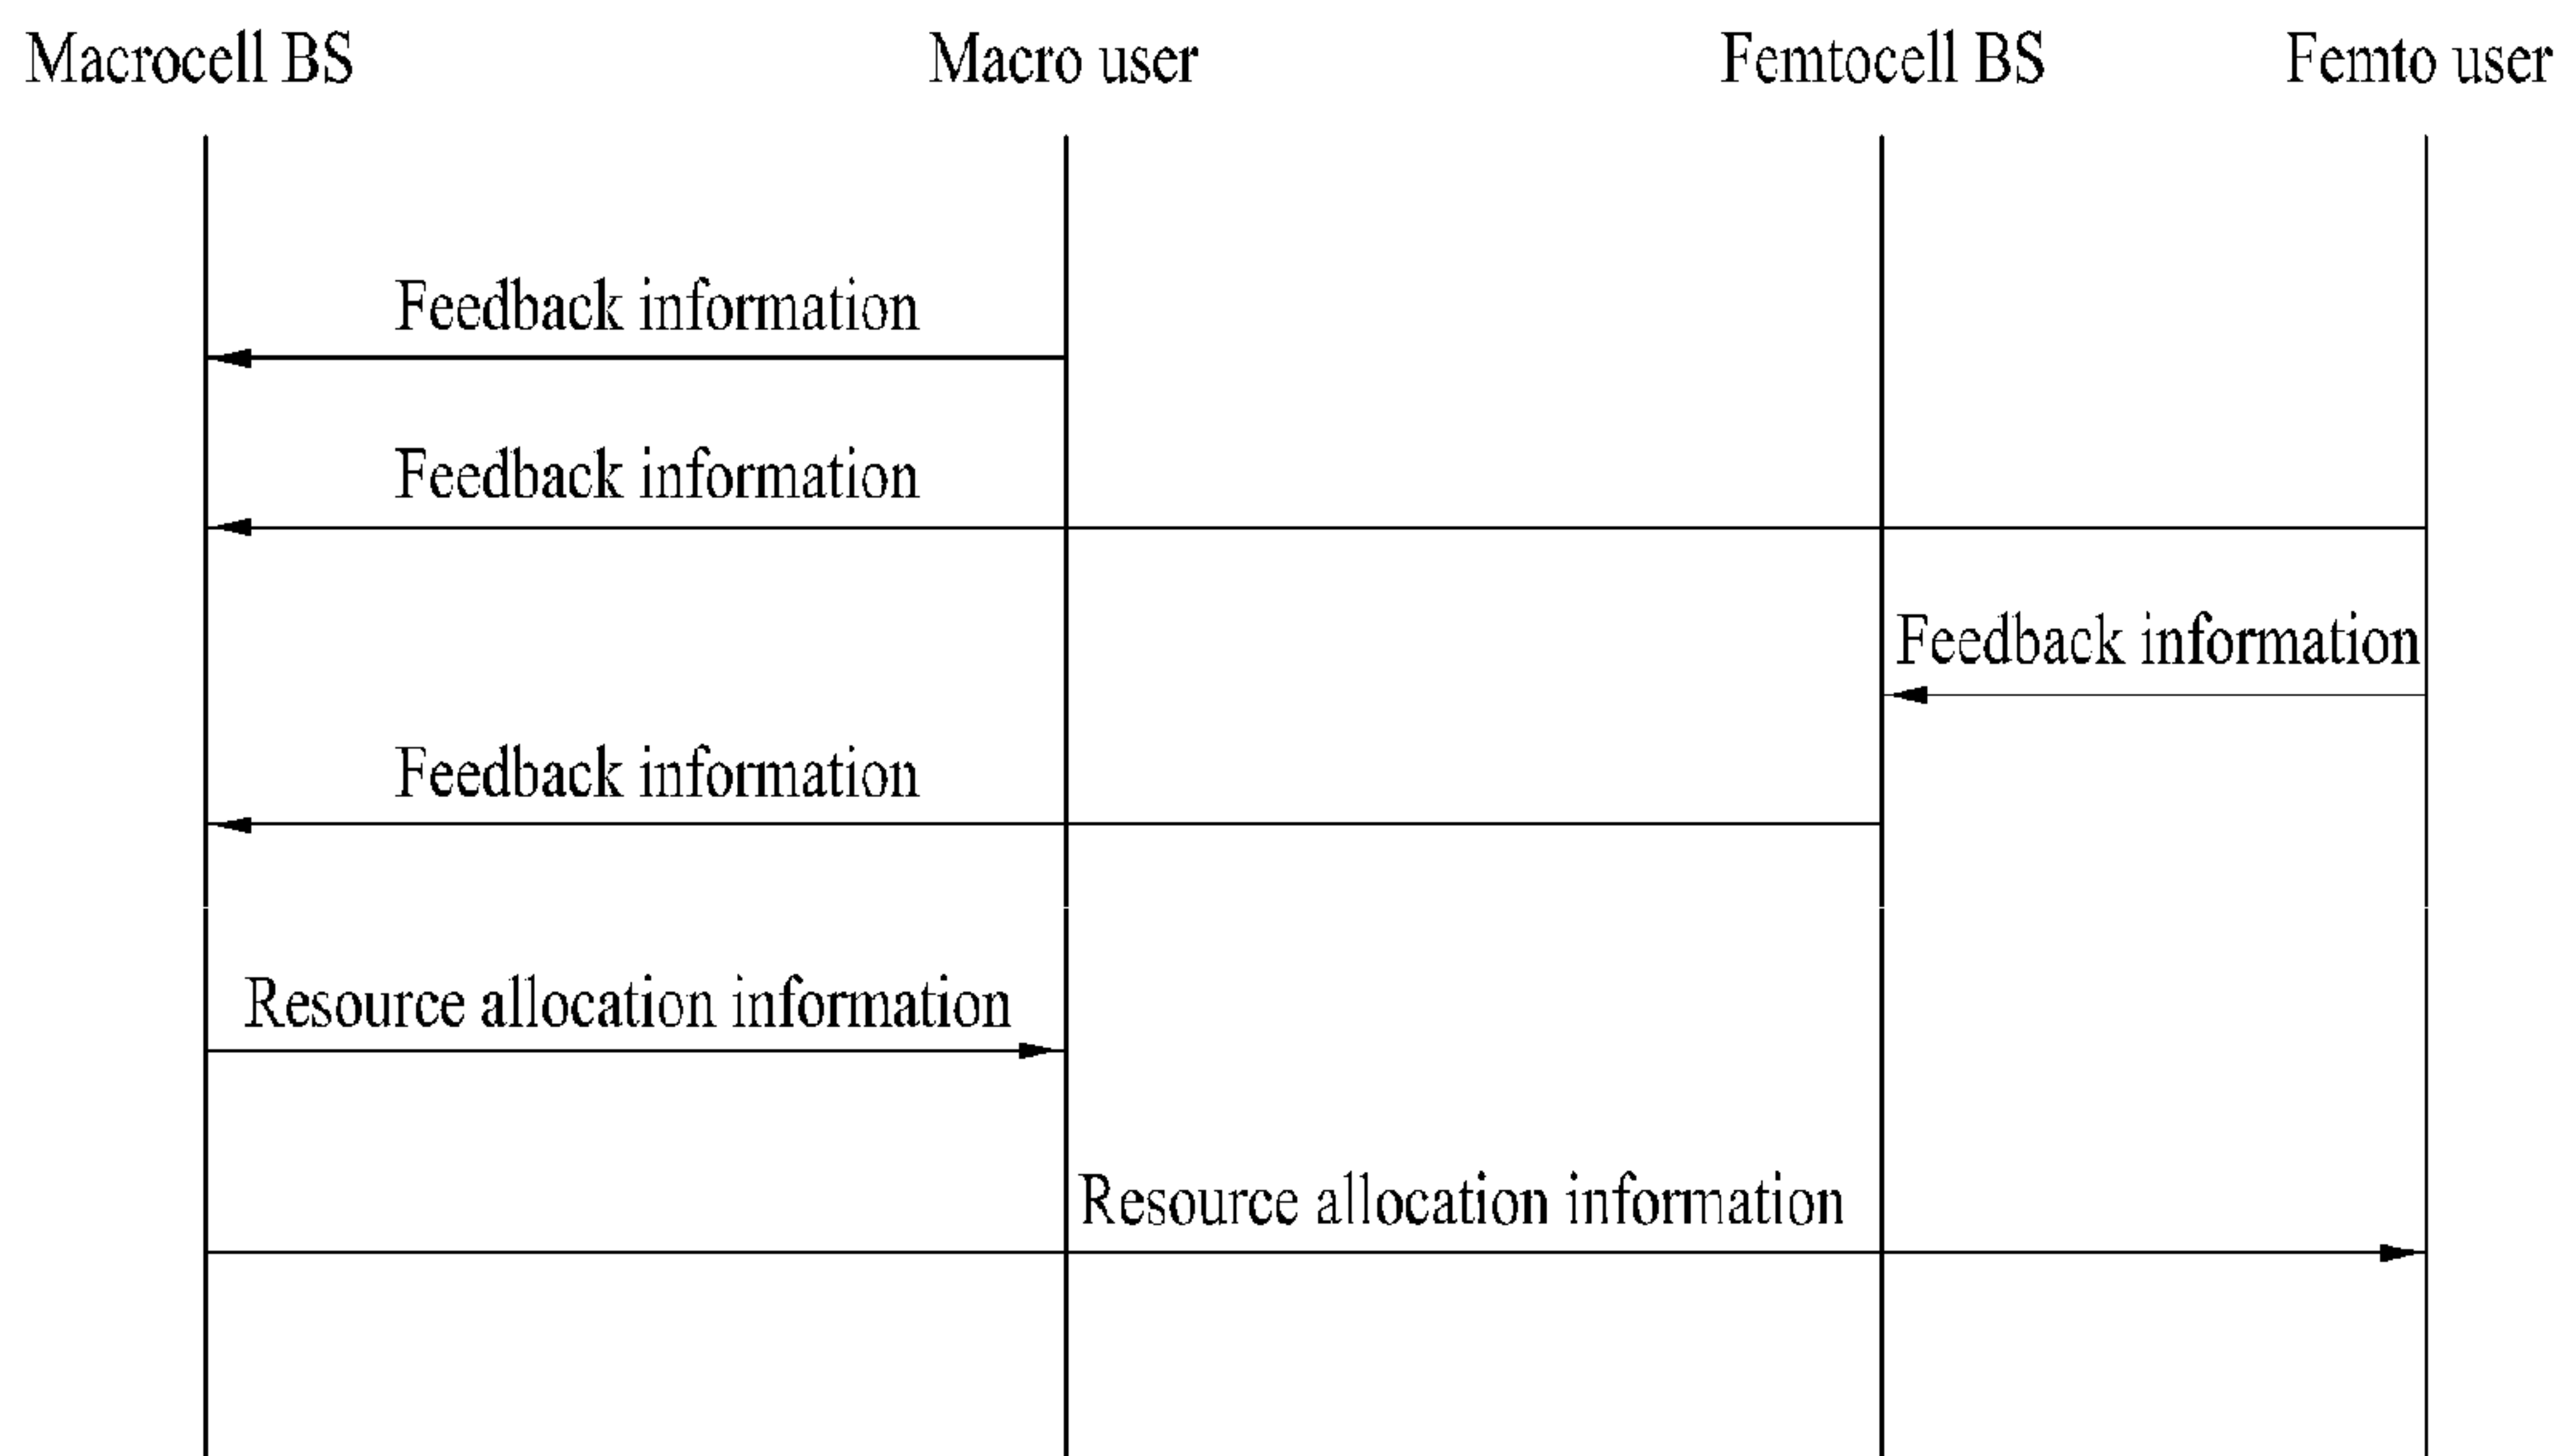 Macrocell BS
Macro user
Femtocell BS
Femto user
Feedback information
Feedback information
Feedback information
Feedback information
Resource allocation information
Resource allocation information